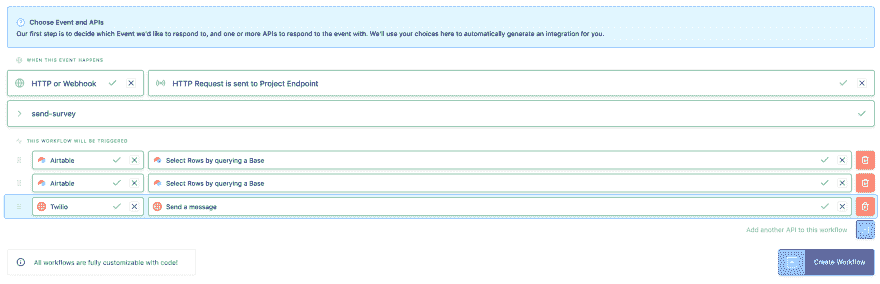 Choose Event and APIs
Our first step is to decide which Event we'd like to respond to, and one or more APIs to respond to the event with. We'll use your choices here to automatically generate an integration for you.
WHEN THIS EVENT HAPPENS
HTTP or Webhook HTTP Request is sent to Project Endpoint
send-survey
THIS WORKFLOW WILL BE TRIGGERED
Airtable Select Rows by querying a Base
Airtable Select Rows by querying a Base
Twilio Send a message
Add another API to this workflow
All workflows are fully customizable with code! Create Workflow